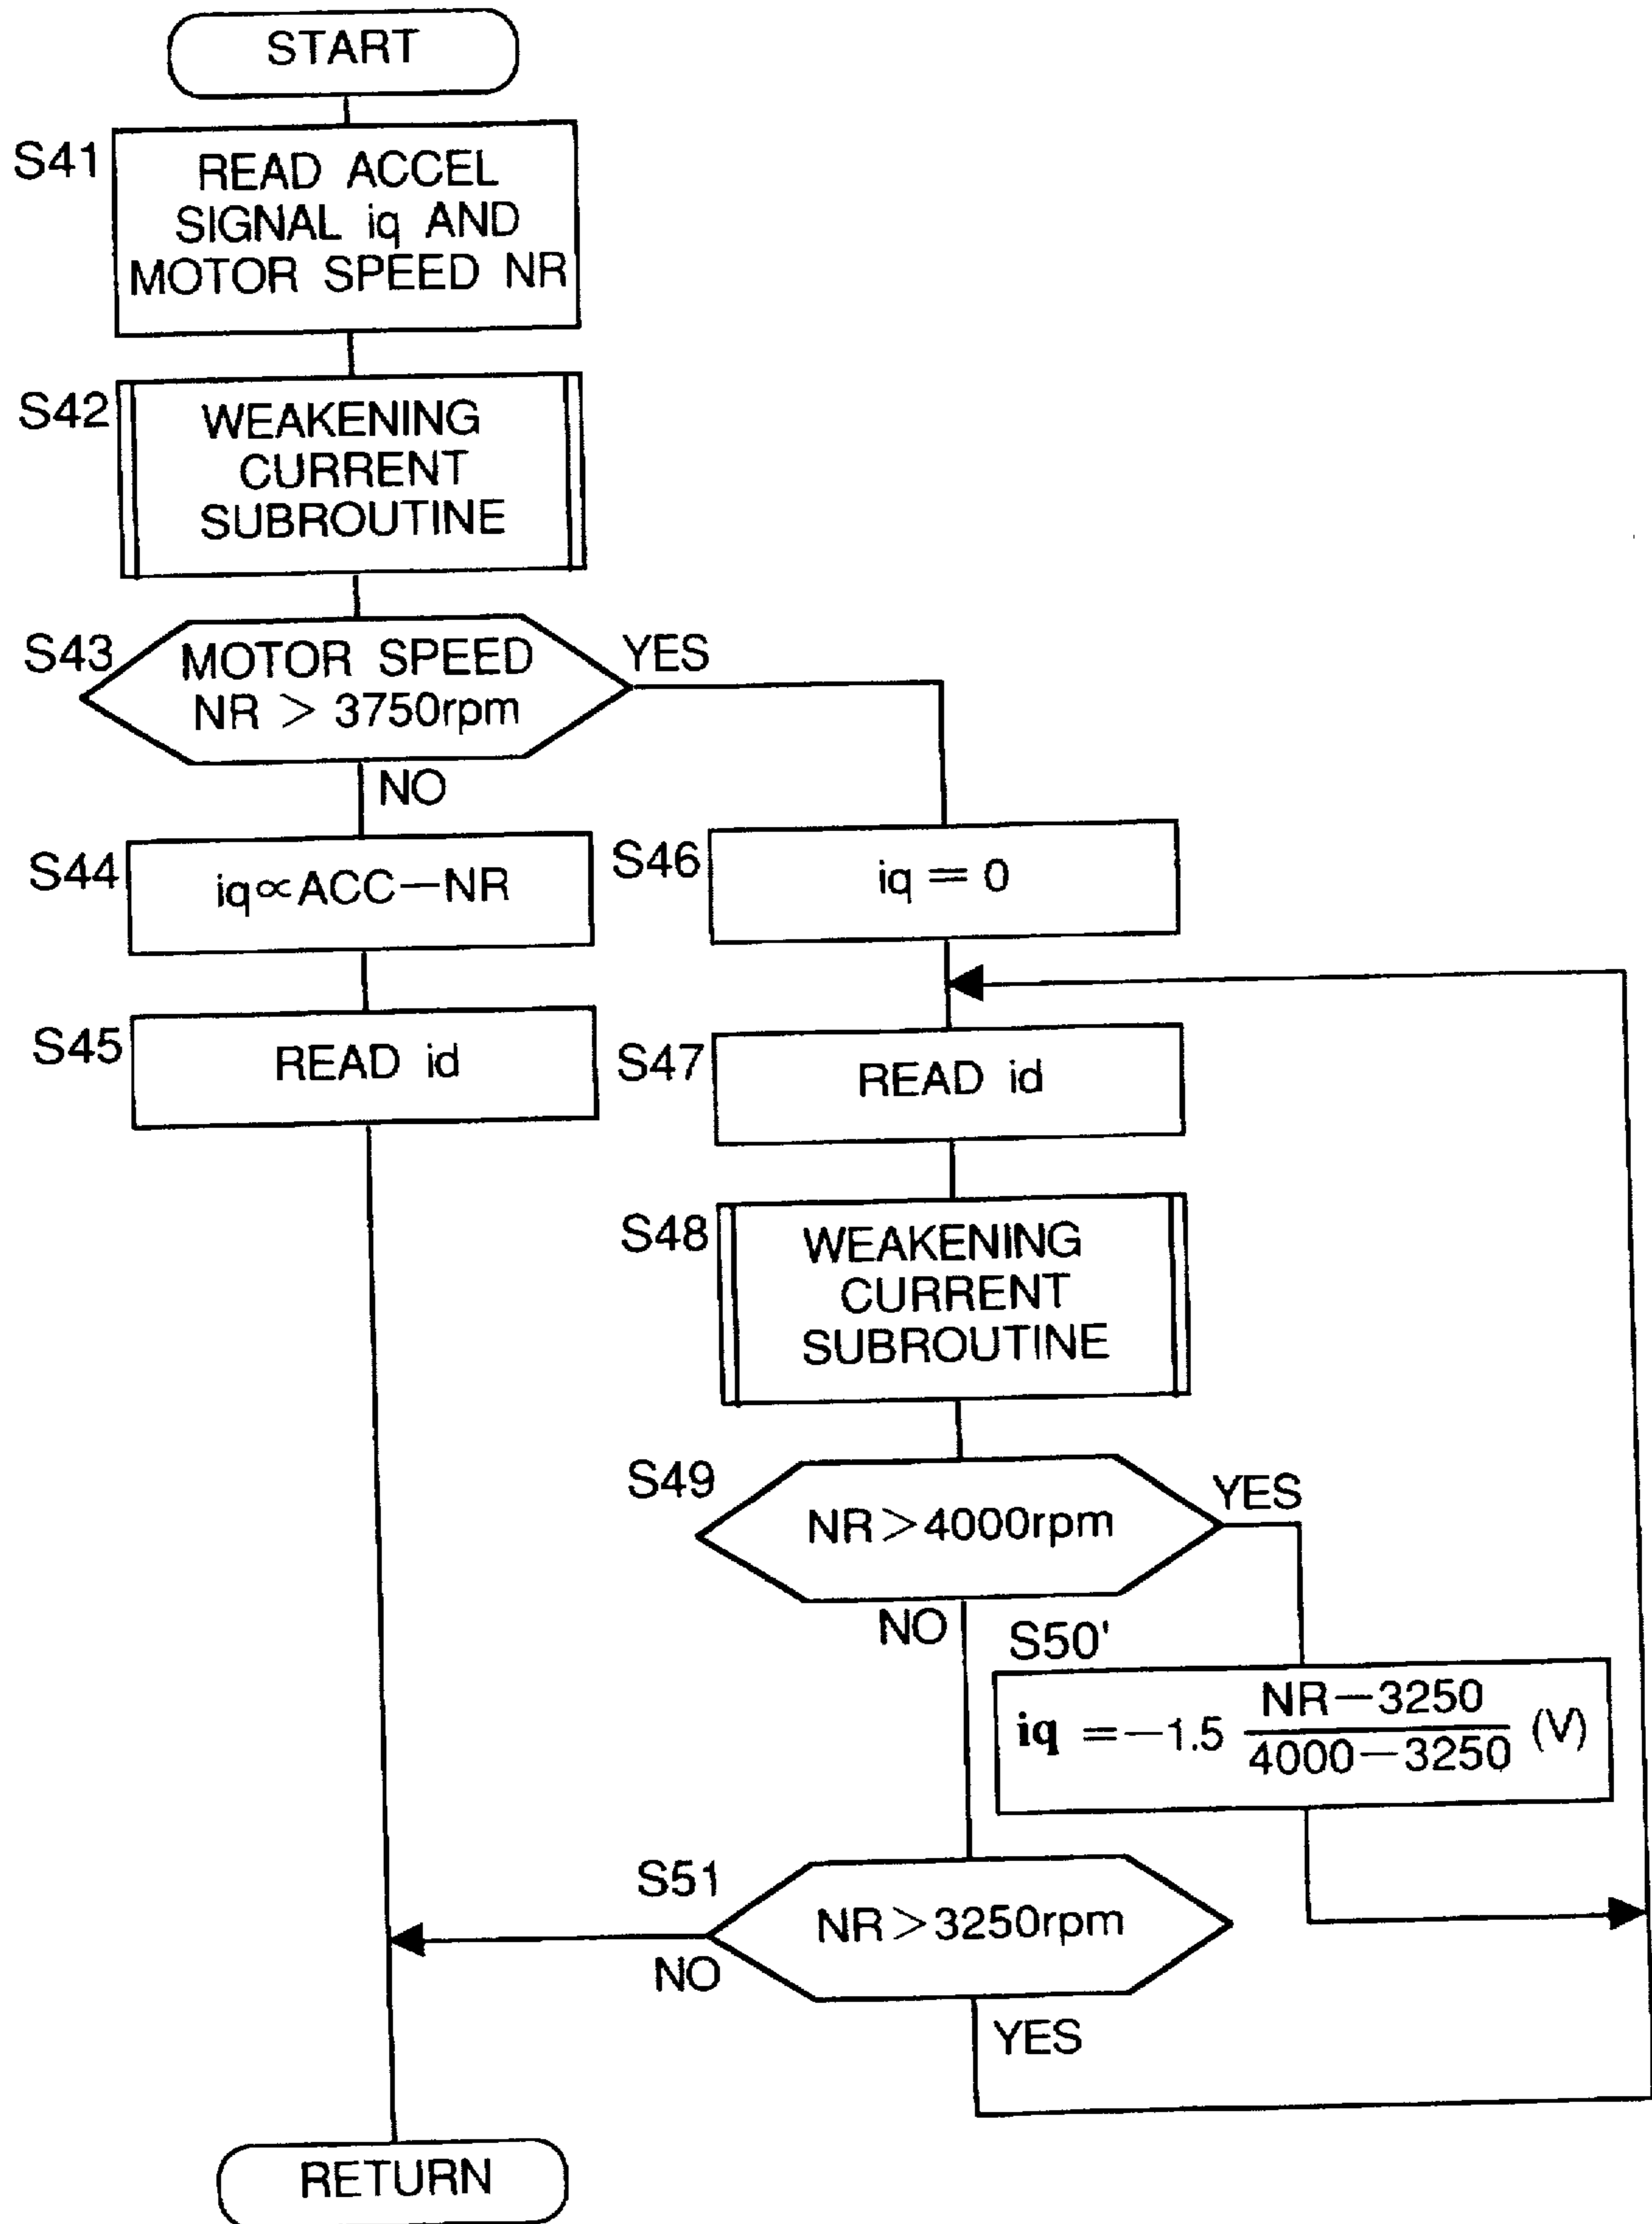 START
S41
READ ACCEL
SIGNAL iq AND
MOTOR SPEED NR
S42
WEAKENING
CURRENT
SUBROUTINE
S43
MOTOR SPEED
NR > 3750rpm
YES
NO
S44
iq∝ACC−NR
S46
iq = 0
S45
READ id
S47
READ id
S48
WEAKENING
CURRENT
SUBROUTINE
S49
NR>4000rpm
YES
NO
S50'
iq =−1.5 NR−3250 / 4000−3250 (V)
S51
NR>3250rpm
NO
YES
RETURN